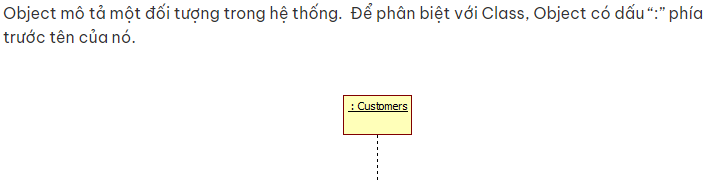 Object mô tả một đối tượng trong hệ thống. Để phân biệt với Class, Object có dấu “:” phía
trước tên của nó.
: Customers